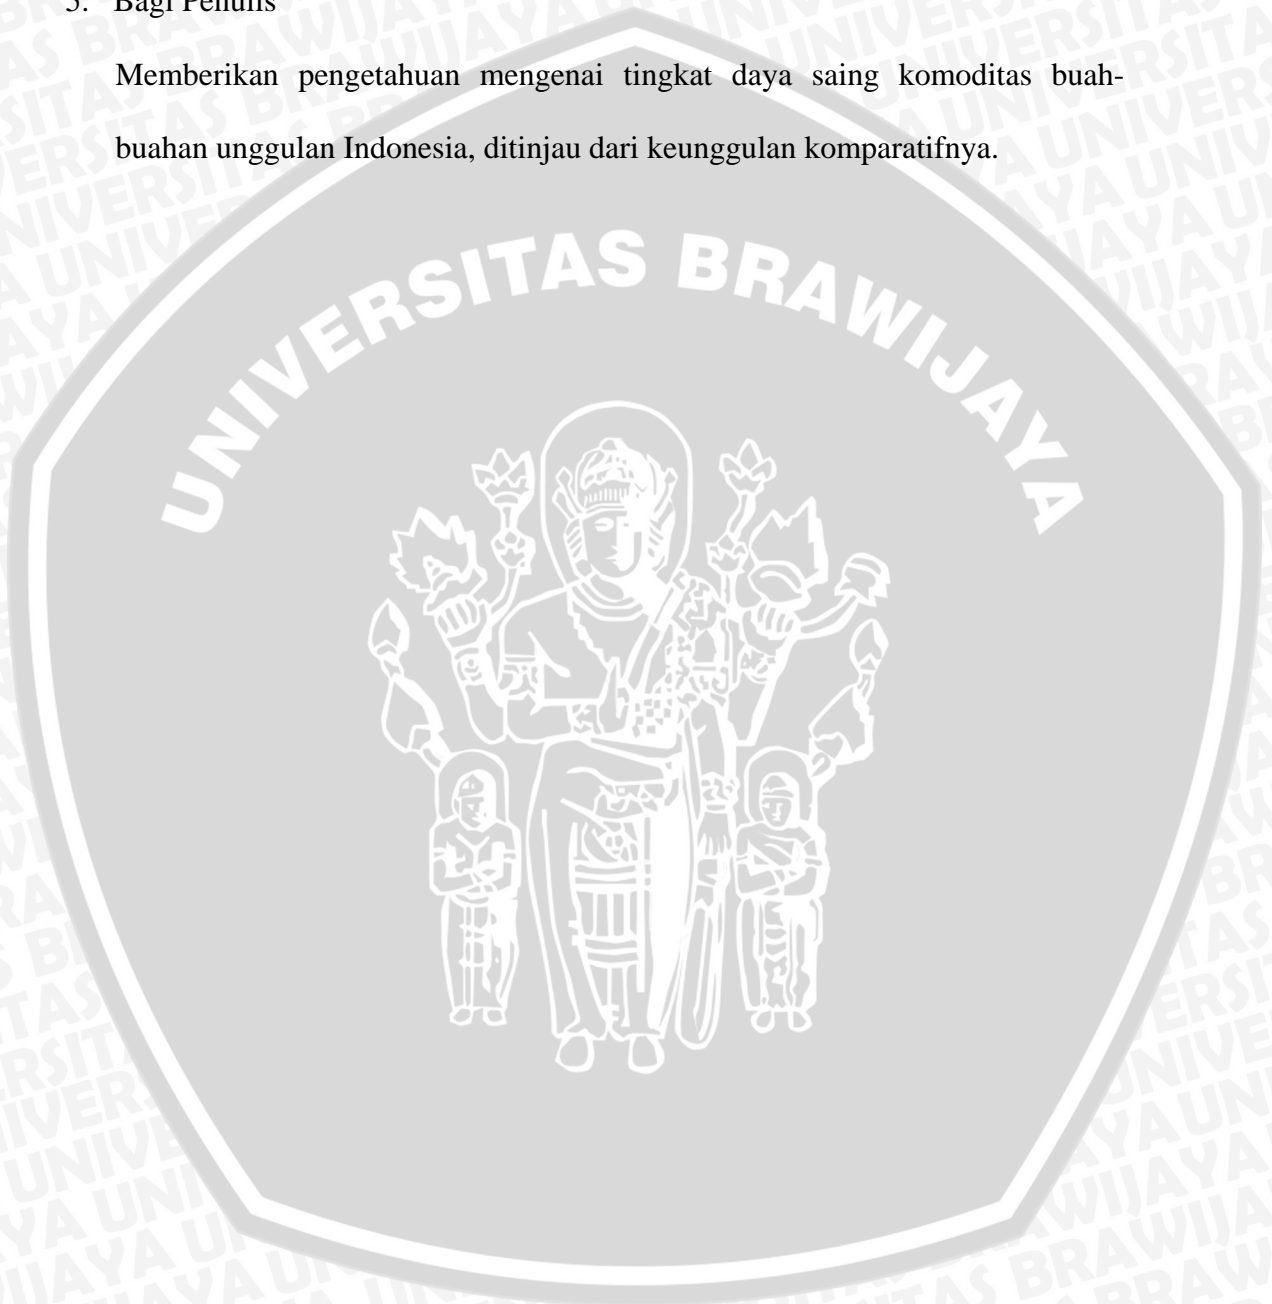 Bagi Penulis
Memberikan pengetahuan mengenai tingkat daya saing komoditas buah-
buahan unggulan Indonesia, ditinjau dari keunggulan komparatifnya.
UNIVERSITAS BRAWIJAYA